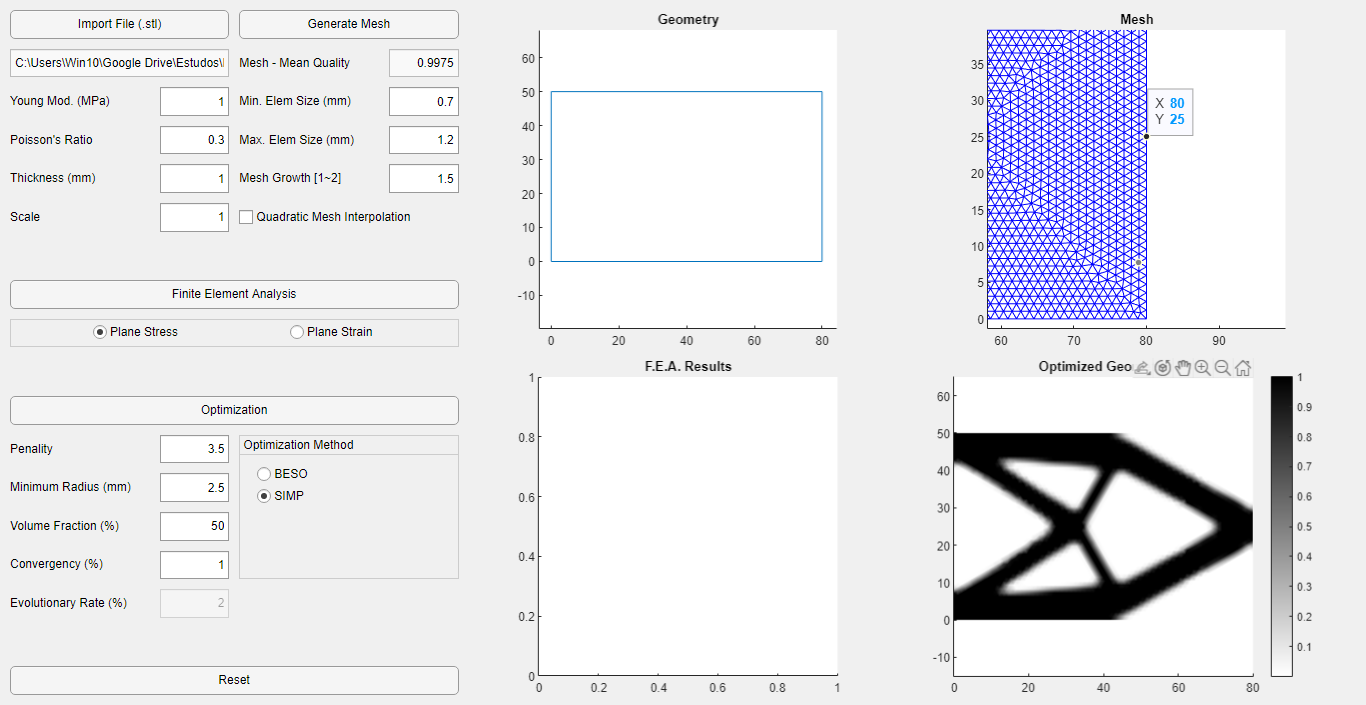 Import File (.stl)
Generate Mesh
C:\Users\Win10\Google Drive\Estudos\
Mesh - Mean Quality
0.9975
Young Mod. (MPa)
1
Min. Elem Size (mm)
0.7
Poisson's Ratio
0.3
Max. Elem Size (mm)
1.2
Thickness (mm)
1
Mesh Growth [1~2]
1.5
Scale
1
Quadratic Mesh Interpolation
Finite Element Analysis
Plane Stress
Plane Strain
Optimization
Penality
3.5
Minimum Radius (mm)
2.5
Volume Fraction (%)
50
Convergency (%)
1
Evolutionary Rate (%)
2
Optimization Method
BESO
SIMP
Reset
Geometry
60
50
40
30
20
10
0
-10
0 20 40 60 80
Mesh
35
30
25
20
15
10
5
0
60 70 80 90
X 80
Y 25
F.E.A. Results
1
0.8
0.6
0.4
0.2
0
0 0.2 0.4 0.6 0.8 1
Optimized Geo
60
50
40
30
20
10
0
-10
0 20 40 60 80
1
0.9
0.8
0.7
0.6
0.5
0.4
0.3
0.2
0.1